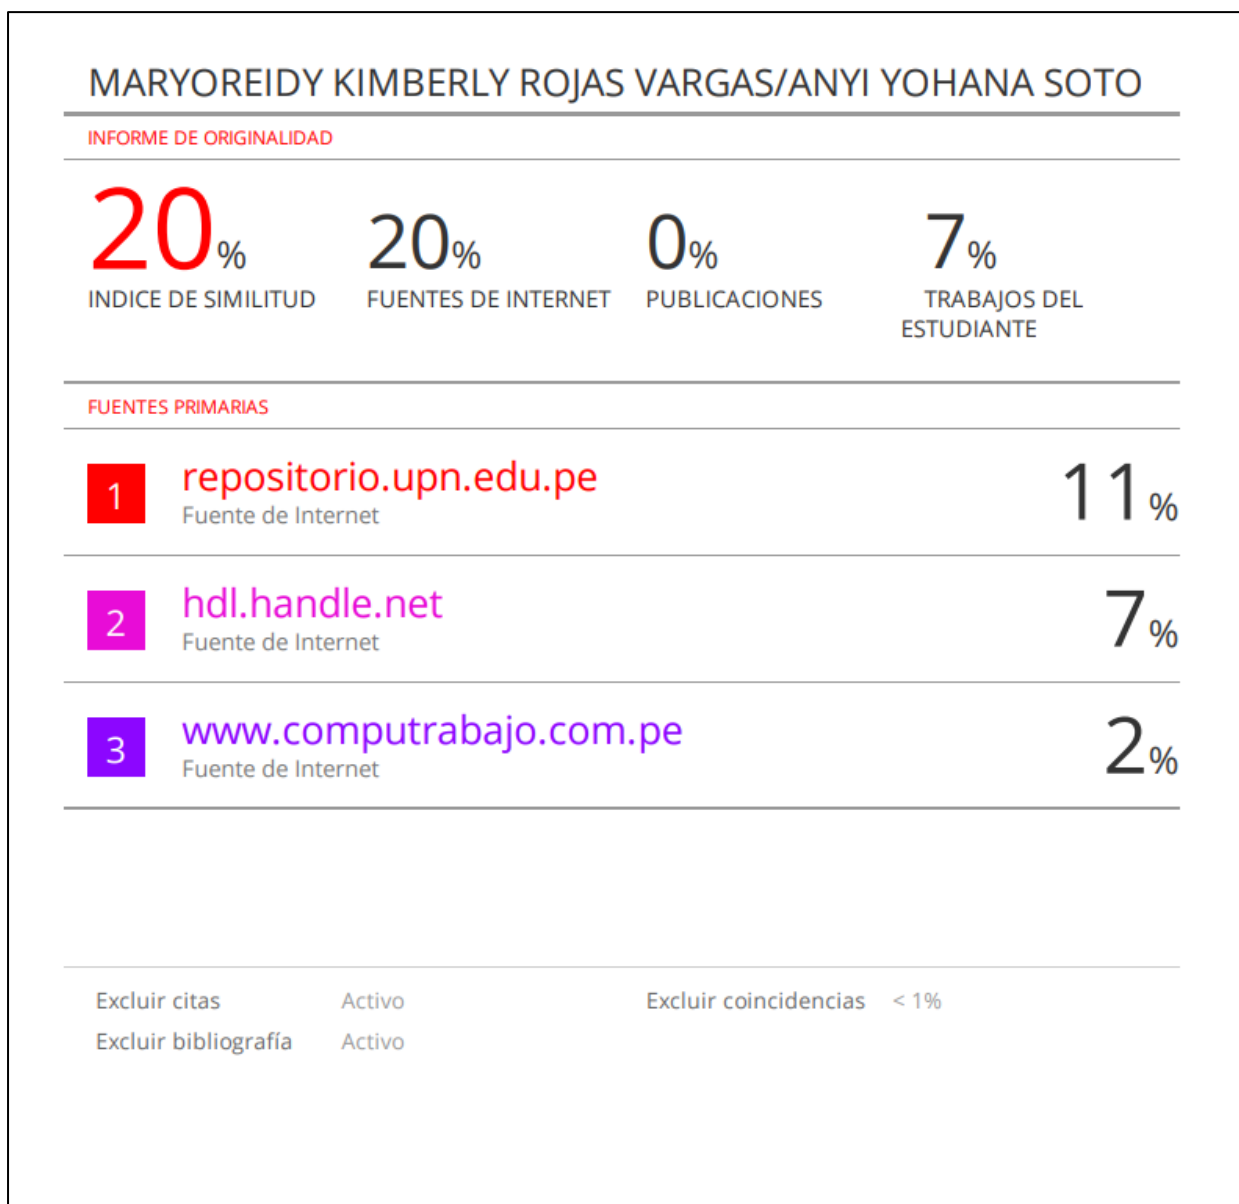 MARYOREIDY KIMBERLY ROJAS VARGAS/ANYI YOHANA SOTO
INFORME DE ORIGINALIDAD
20% 20% 0% 7%
INDICE DE SIMILITUD FUENTES DE INTERNET PUBLICACIONES TRABAJOS DEL
ESTUDIANTE
FUENTES PRIMARIAS
1 repositorio.upn.edu.pe 11%
Fuente de Internet
2 hdl.handle.net 7%
Fuente de Internet
3 www.computrabajo.com.pe 2%
Fuente de Internet
Excluir citas Activo Excluir coincidencias < 1%
Excluir bibliografía Activo